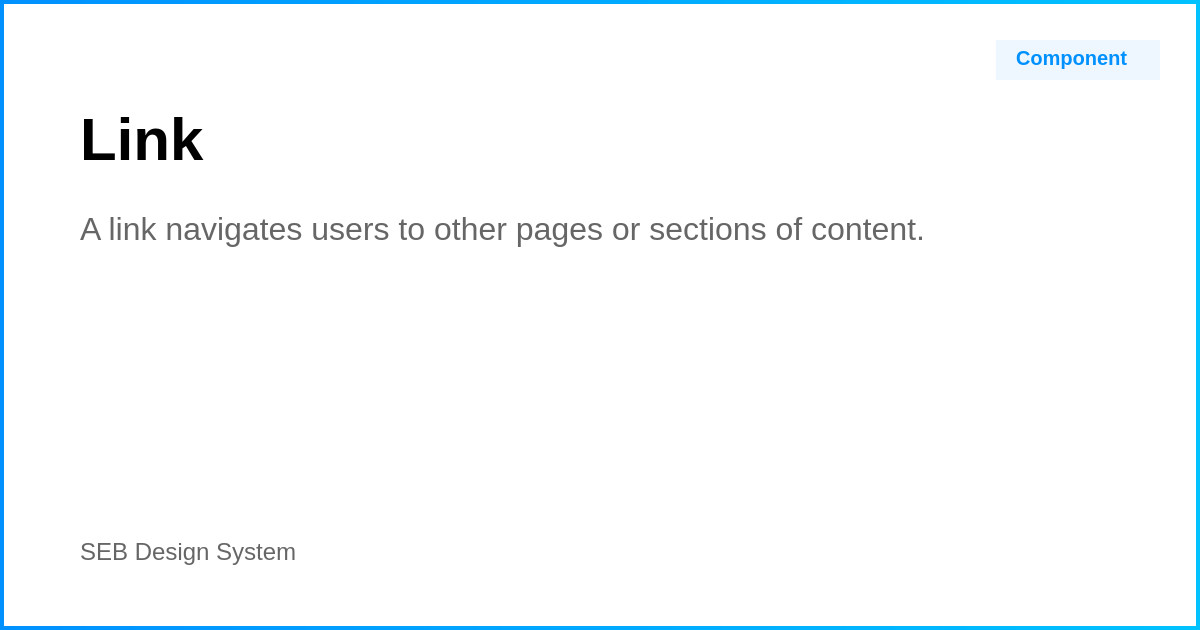 Component
Link
A link navigates users to other pages or sections of content.
SEB Design System